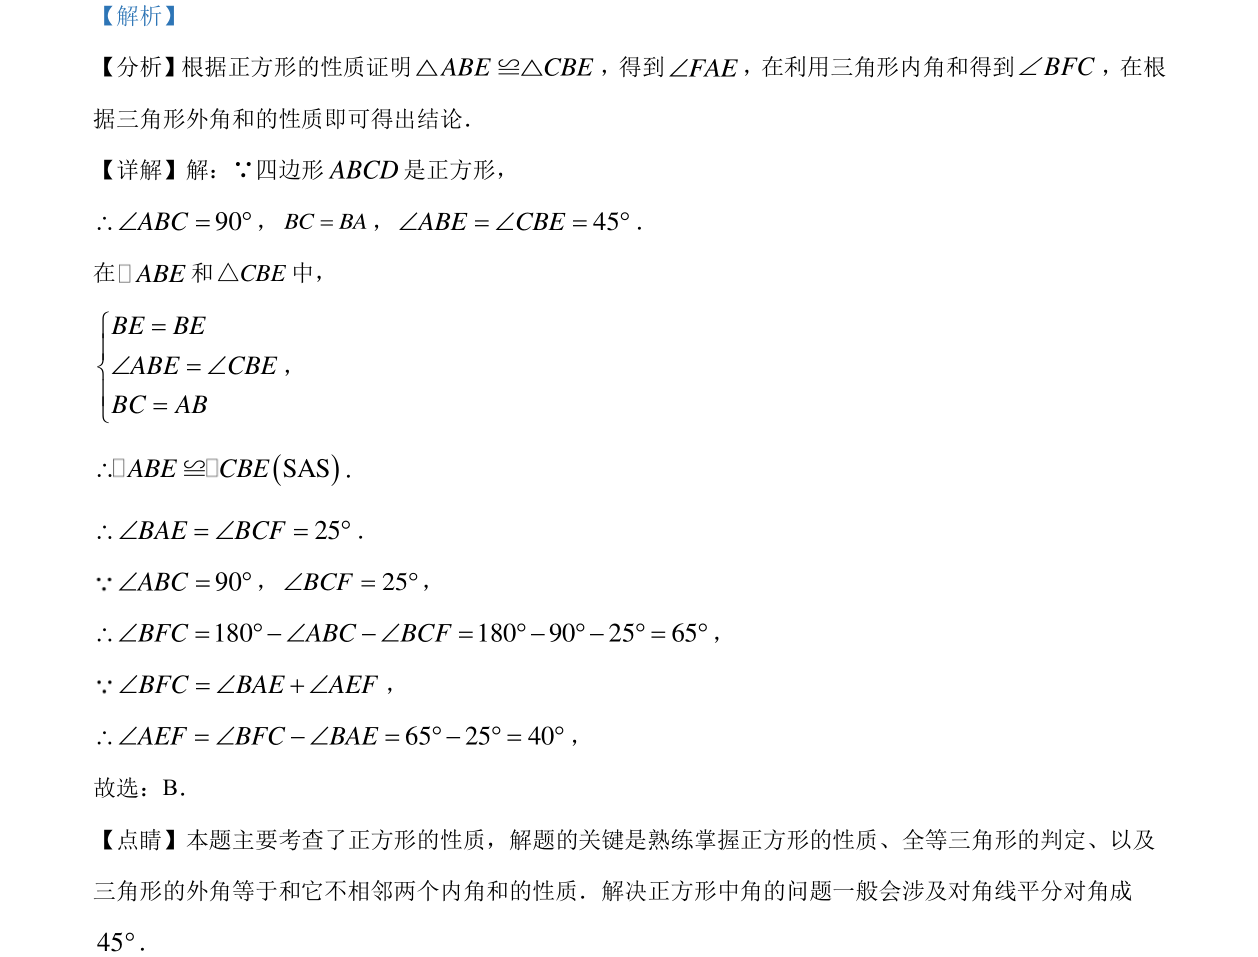 【解析】
【分析】根据正方形的性质证明△ABE≌△CBE，得到∠FAE，在利用三角形内角和得到∠BFC，在根
据三角形外角和的性质即可得出结论．
【详解】解：∵四边形ABCD是正方形，
∴∠ABC=90°，BC=BA，∠ABE=∠CBE=45°．
在□ABE和△CBE中，
BE=BE
∠ABE=∠CBE，
BC=AB
∴□ABE≌□CBE(SAS)．
∴∠BAE=∠BCF=25°．
∵∠ABC=90°，∠BCF=25°，
∴∠BFC=180°−∠ABC−∠BCF=180°−90°−25°=65°，
∵∠BFC=∠BAE+∠AEF，
∴∠AEF=∠BFC−∠BAE=65°−25°=40°，
故选：B．
【点睛】本题主要考查了正方形的性质，解题的关键是熟练掌握正方形的性质、全等三角形的判定、以及
三角形的外角等于和它不相邻两个内角和的性质．解决正方形中角的问题一般会涉及对角线平分对角成
45°．